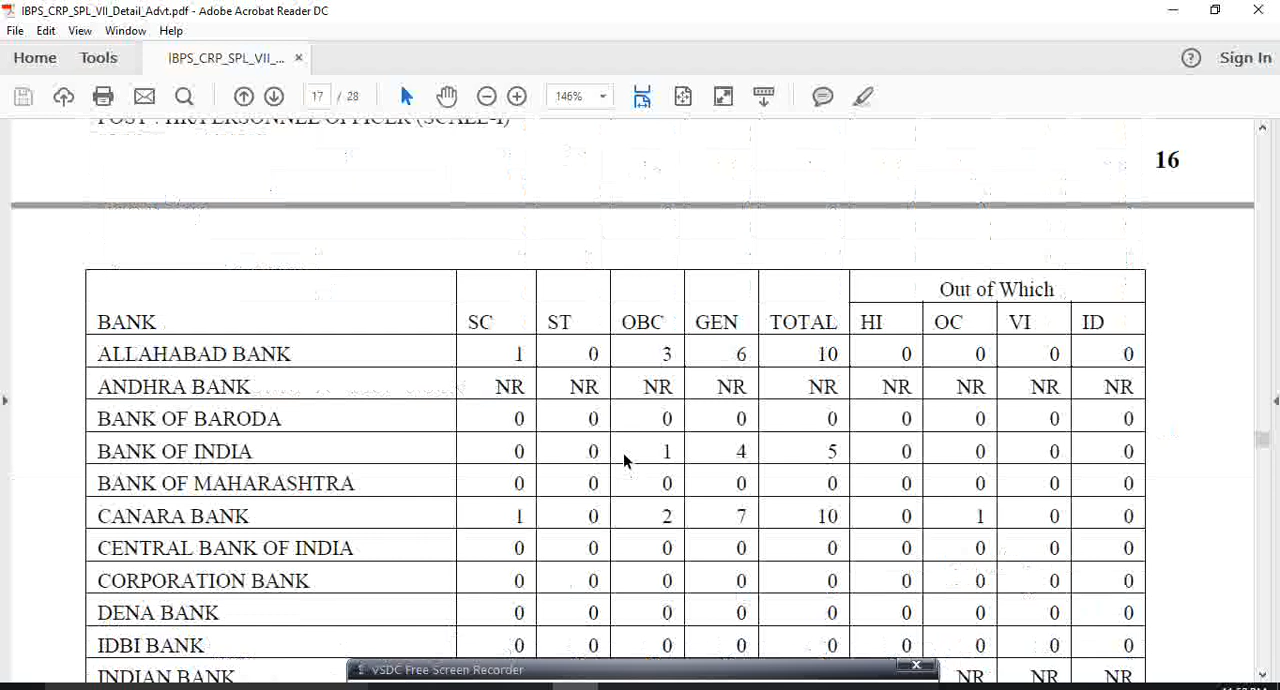 IBPS_CRP_SPL_VII_Detail_Advt.pdf - Adobe Acrobat Reader DC
File Edit View Window Help
Home Tools IBPS_CRP_SPL_VII_... × ? Sign In
17 / 28 146%
POST : HR/PERSONNEL OFFICER (SCALE-I)
16
Out of Which
BANK SC ST OBC GEN TOTAL HI OC VI ID
ALLAHABAD BANK 1 0 3 6 10 0 0 0 0
ANDHRA BANK NR NR NR NR NR NR NR NR NR
BANK OF BARODA 0 0 0 0 0 0 0 0 0
BANK OF INDIA 0 0 1 4 5 0 0 0 0
BANK OF MAHARASHTRA 0 0 0 0 0 0 0 0 0
CANARA BANK 1 0 2 7 10 0 1 0 0
CENTRAL BANK OF INDIA 0 0 0 0 0 0 0 0 0
CORPORATION BANK 0 0 0 0 0 0 0 0 0
DENA BANK 0 0 0 0 0 0 0 0 0
IDBI BANK 0 0 0 0 0 0 0 0 0
INDIAN BANK NR NR NR
VSDC Free Screen Recorder